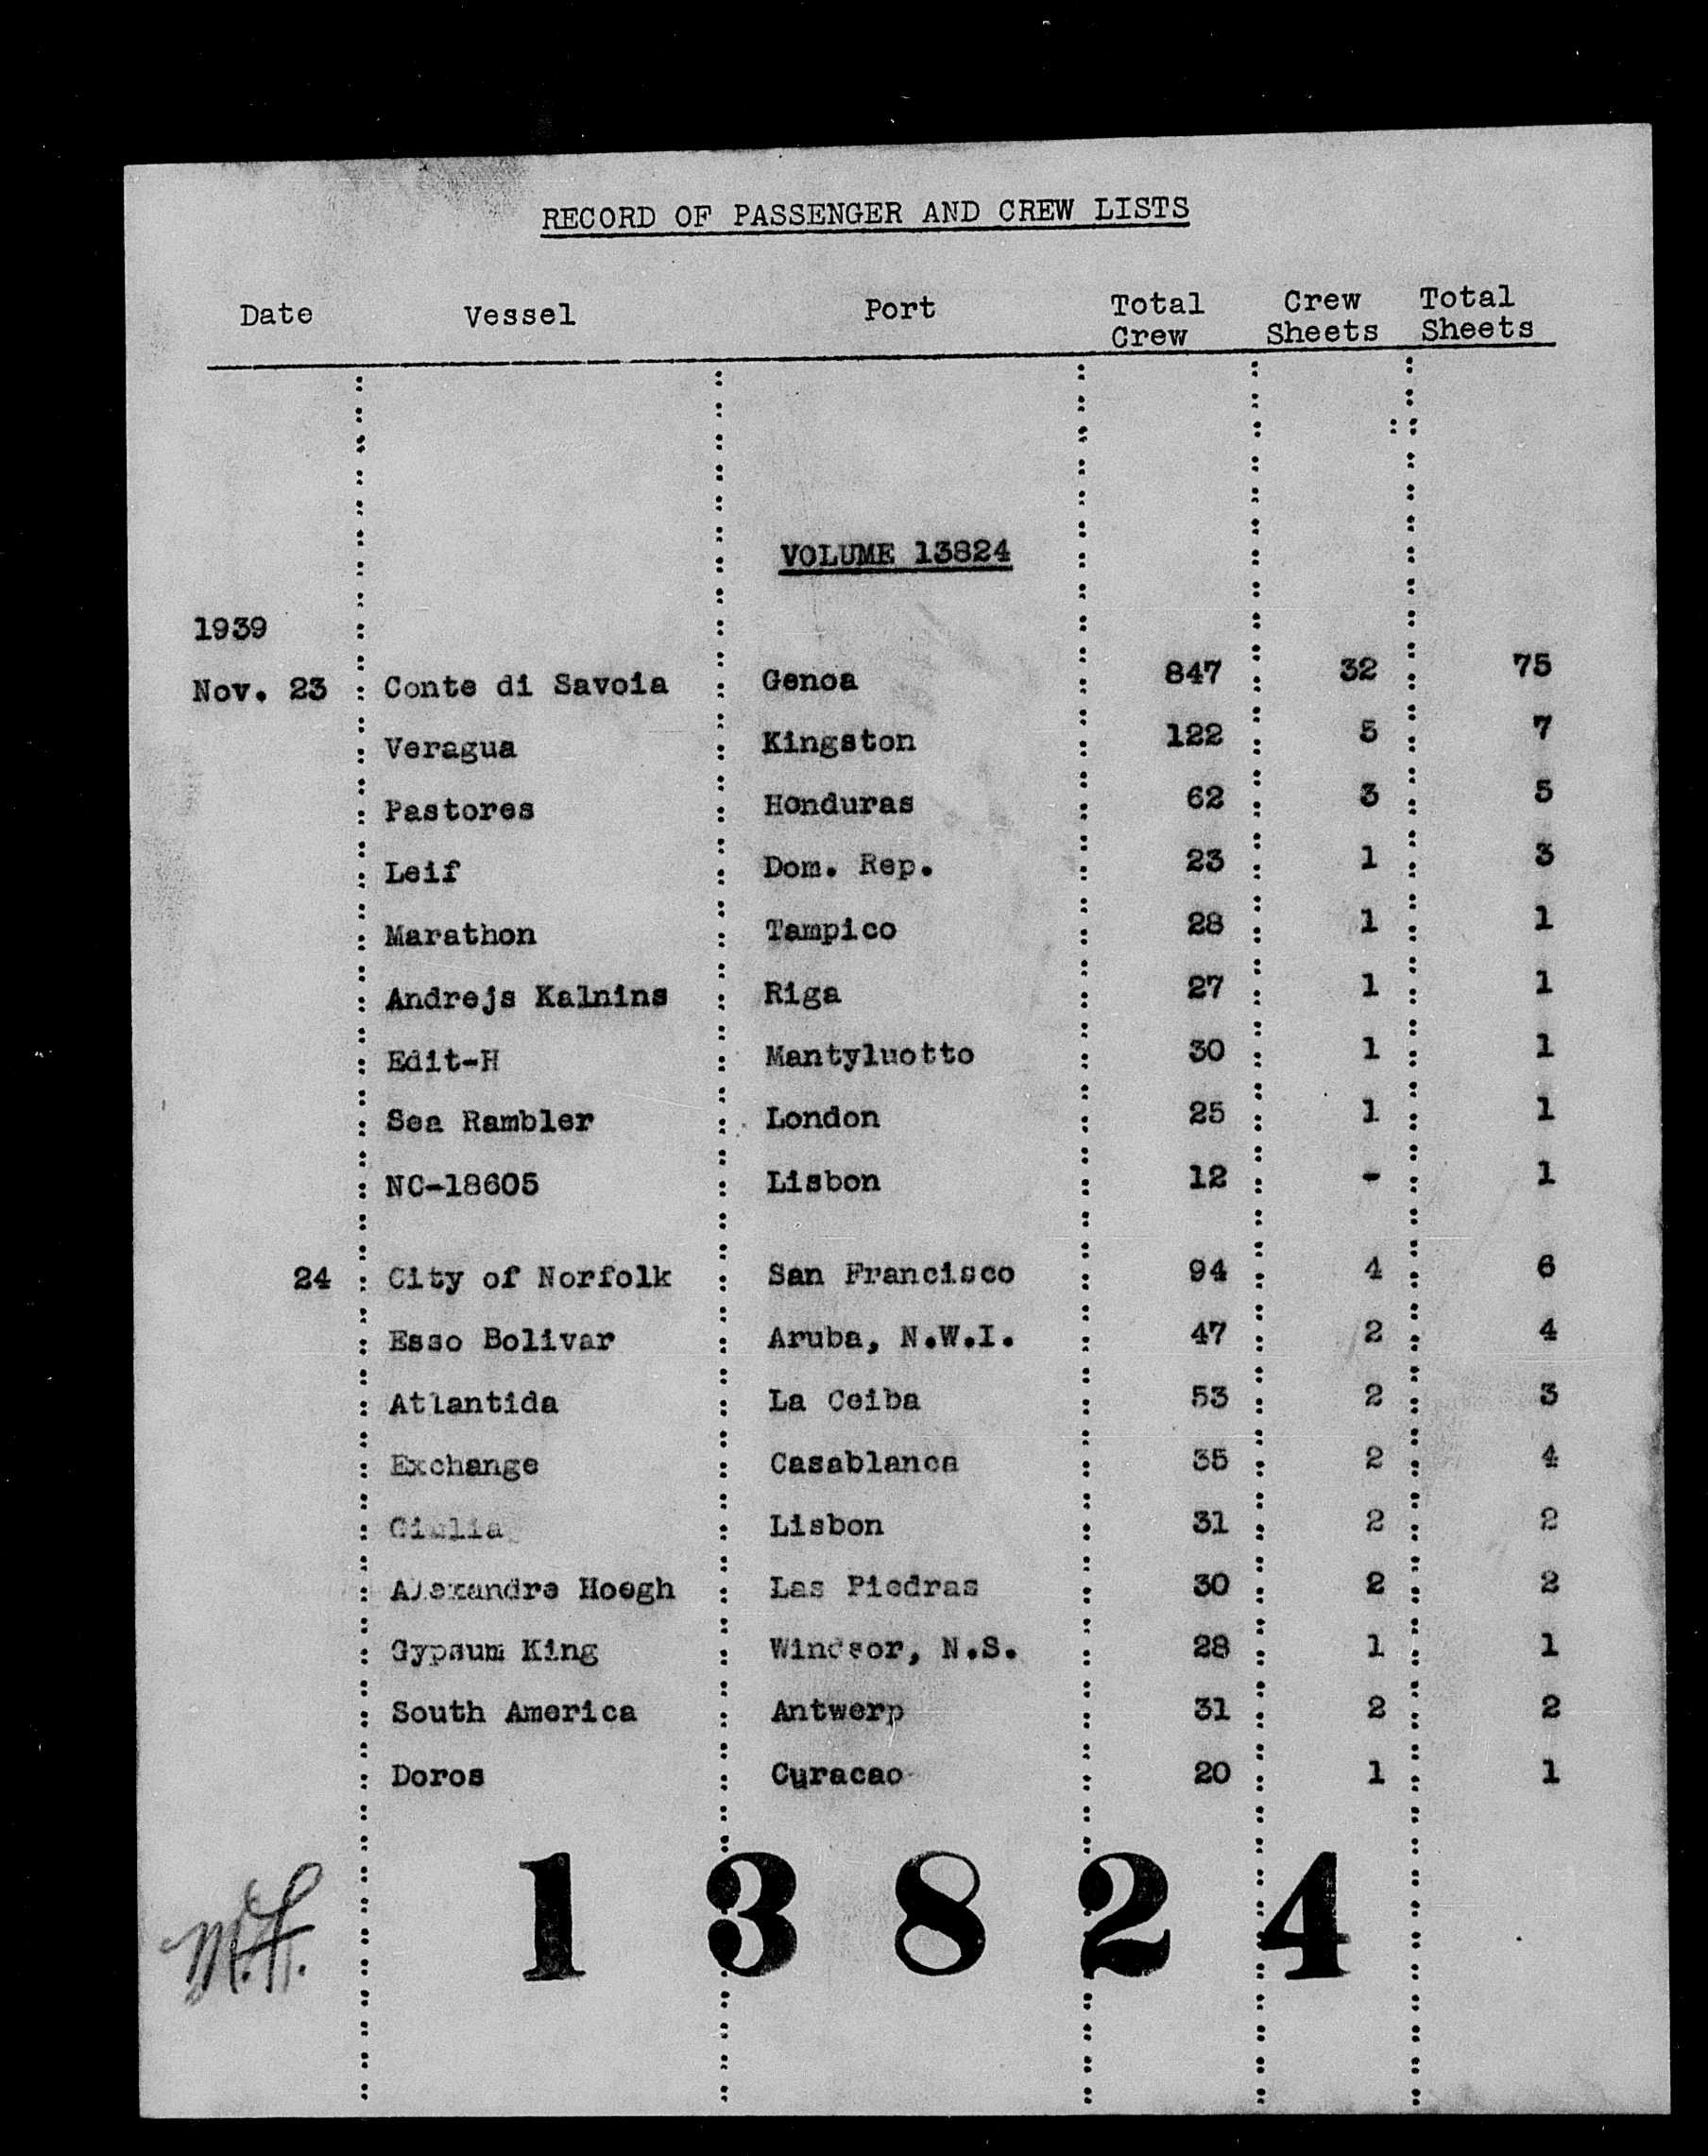 RECORD OF PASSENGER AND CREW LISTS
Date Vessel Port Total Crew Crew Sheets Total Sheets
VOLUME 13824
1939
Nov. 23 Conte di Savoia Genoa 847 32 75
Veragua Kingston 122 5 7
Pastores Honduras 62 3 5
Leif Dom. Rep. 23 1 3
Marathon Tampico 28 1 1
Andrejs Kalnins Riga 27 1 1
Edit-H Mantyluotto 30 1 1
Sea Rambler London 25 1 1
NC-18605 Lisbon 12 - 1
24 City of Norfolk San Francisco 94 4 6
Esso Bolivar Aruba, N.W.I. 47 2 4
Atlantida La Ceiba 53 2 3
Exchange Casablanca 35 2 4
Lisbon 31 2 2
Alexandre Hoegh Las Piedras 30 2 2
Gypsum King Windsor, N.S. 28 1 1
South America Antwerp 31 2 2
Doros Curacao 20 1 1
13824